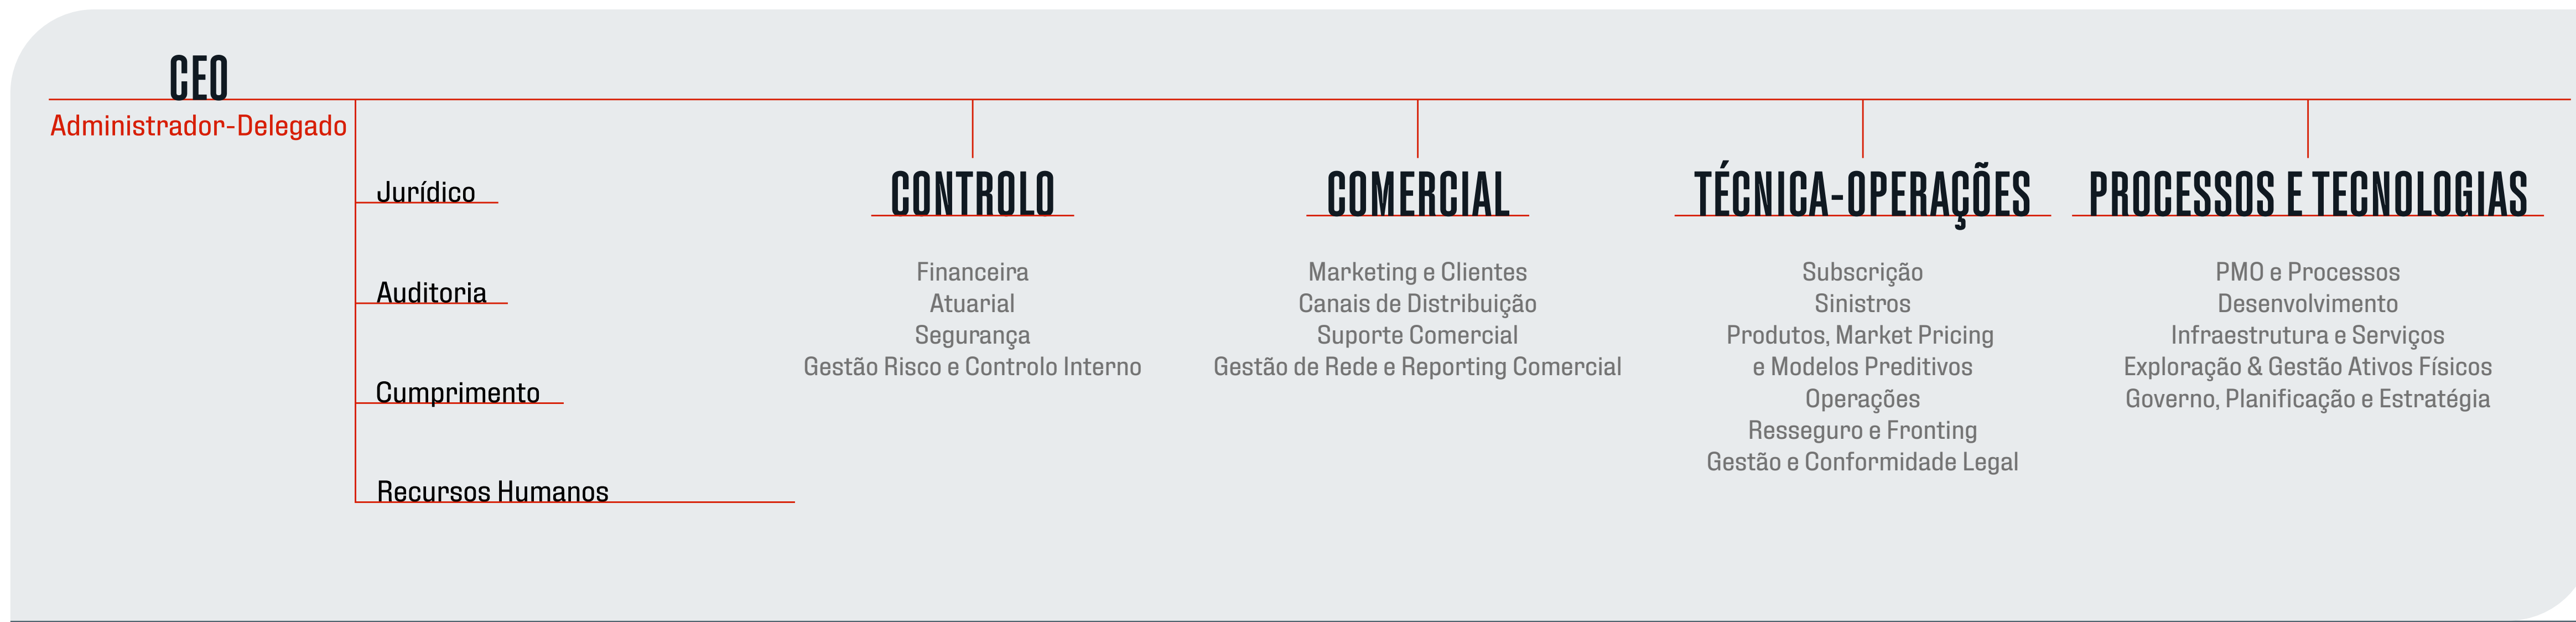 CEO
Administrador-Delegado
Jurídico
Auditoria
Cumprimento
Recursos Humanos
CONTROLO
Financeira
Atuarial
Segurança
Gestão Risco e Controlo Interno
COMERCIAL
Marketing e Clientes
Canais de Distribuição
Suporte Comercial
Gestão de Rede e Reporting Comercial
TÉCNICA-OPERAÇÕES
Subscrição
Sinistros
Produtos, Market Pricing
e Modelos Preditivos
Operações
Resseguro e Fronting
Gestão e Conformidade Legal
PROCESSOS E TECNOLOGIAS
PMO e Processos
Desenvolvimento
Infraestrutura e Serviços
Exploração & Gestão Ativos Físicos
Governo, Planificação e Estratégia